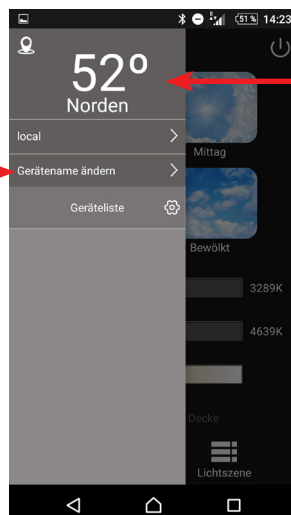 51% 14:23
52°
Norden
local
Gerätename ändern
Geräteliste
Mittag
Bewölkt
3289K
4639K
Decke
Lichtszene